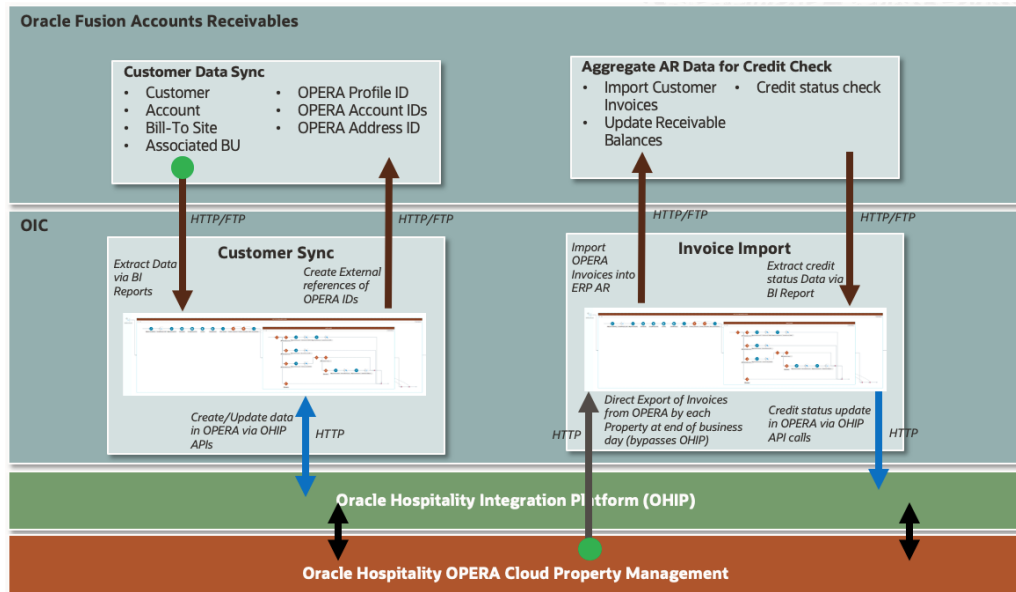 Oracle Fusion Accounts Receivables
Customer Data Sync
• Customer
• Account
• Bill-To Site
• Associated BU
• OPERA Profile ID
• OPERA Account IDs
• OPERA Address ID
Aggregate AR Data for Credit Check
• Import Customer
Invoices
• Update Receivable
Balances
• Credit status check
HTTP/FTP
HTTP/FTP
HTTP/FTP
HTTP/FTP
OIC
Customer Sync
Extract Data
via BI
Reports
Create External
references of
OPERA IDs
Create/Update data
in OPERA via OHIP
APIs
HTTP
Invoice Import
Import
OPERA
Invoices into
ERP AR
Extract credit
status Data via
BI Report
HTTP
Direct Export of Invoices
from OPERA by each
Property at end of business
day (bypasses OHIP)
Credit status update
in OPERA via OHIP
API calls
HTTP
Oracle Hospitality Integration Platform (OHIP)
Oracle Hospitality OPERA Cloud Property Management